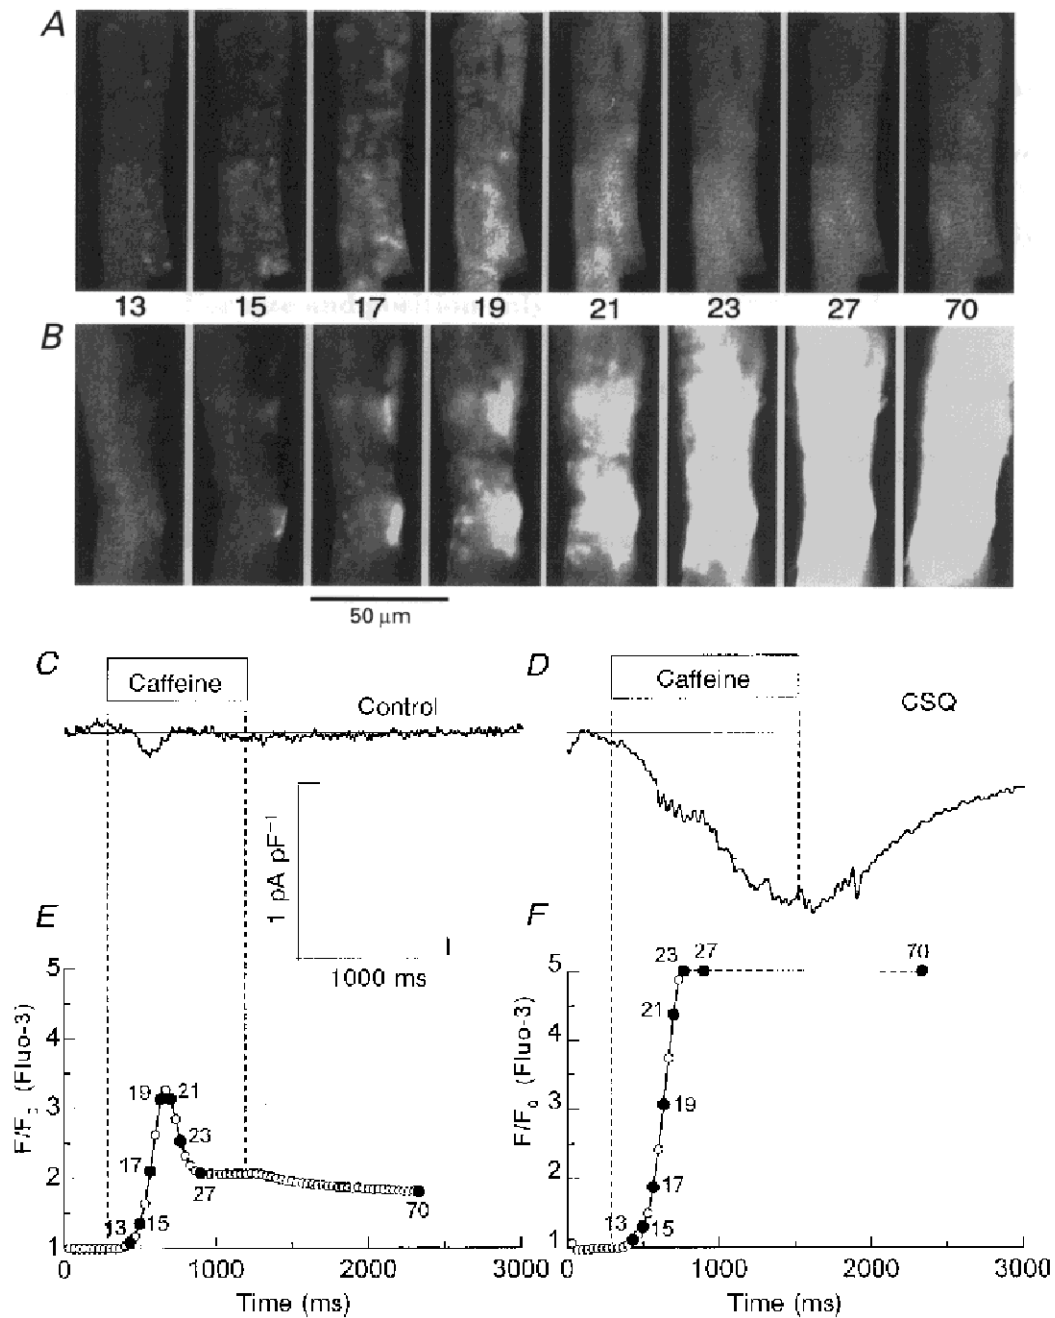 A
13 15 17 19 21 23 27 70
B
50 µm
C
Caffeine
Control
D
Caffeine
CSQ
1 pA pF⁻¹
1000 ms
E
5
4
3
2
1
F/F₀ (Fluo-3)
13
15
17
19
21
23
27
70
0 1000 2000 3000
Time (ms)
F
5
4
3
2
1
F/F₀ (Fluo-3)
13
15
17
19
21
23
27
70
0 1000 2000 3000
Time (ms)